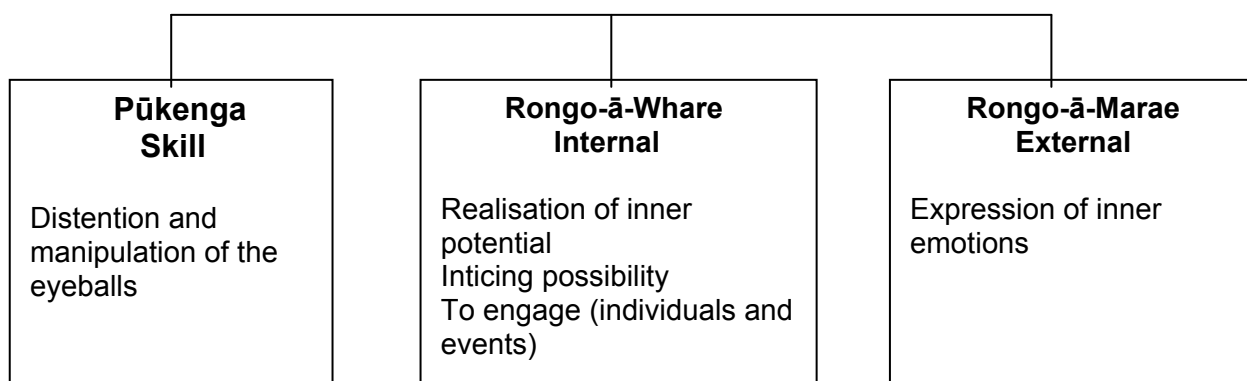 Pūkenga
Skill
Distention and
manipulation of the
eyeballs
Rongo-ā-Whare
Internal
Realisation of inner
potential
Inticing possibility
To engage (individuals and
events)
Rongo-ā-Marae
External
Expression of inner
emotions